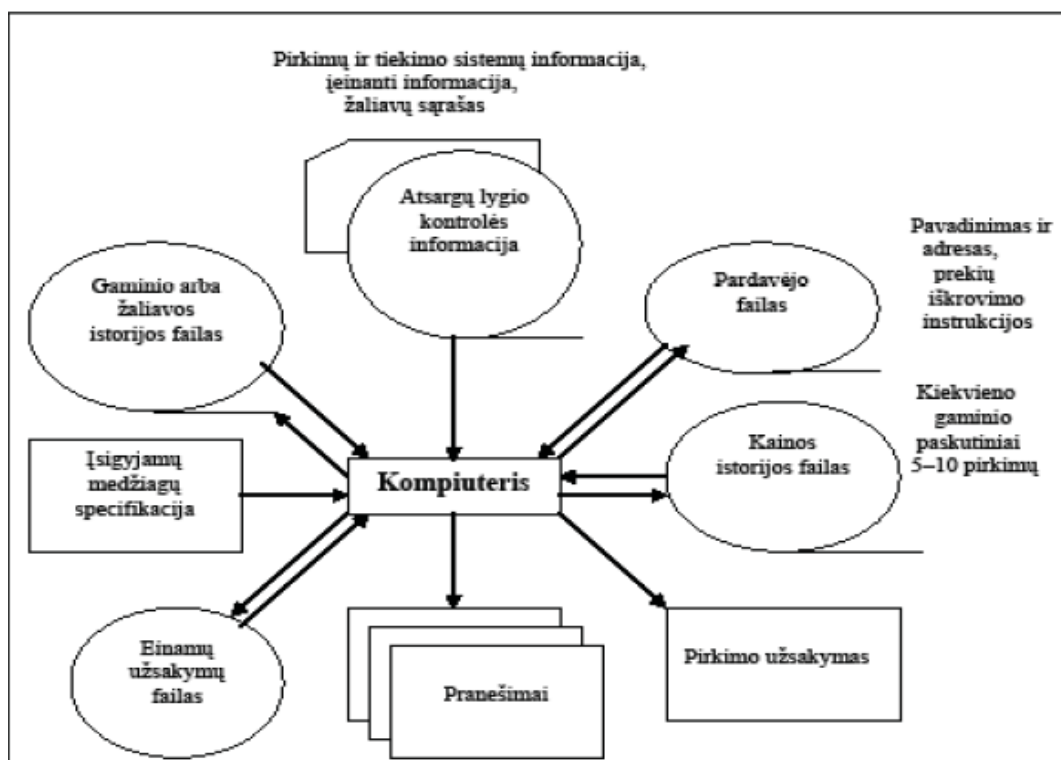 Pirkimų ir tiekimo sistemų informacija,
įeinanti informacija,
žaliavų sąrašas
Atsargų lygio
kontrolės
informacija
Gaminio arba
žaliavos
istorijos failas
Pardavėjo
failas
Pavadinimas ir
adresas,
prekių
iškrovimo
instrukcijos
Kiekvieno
gaminio
paskutiniai
5–10 pirkimų
Kainos
istorijos failas
Įsigyjamų
medžiagų
specifikacija
Kompiuteris
Einamų
užsakymų
failas
Pranešimai
Pirkimo užsakymas